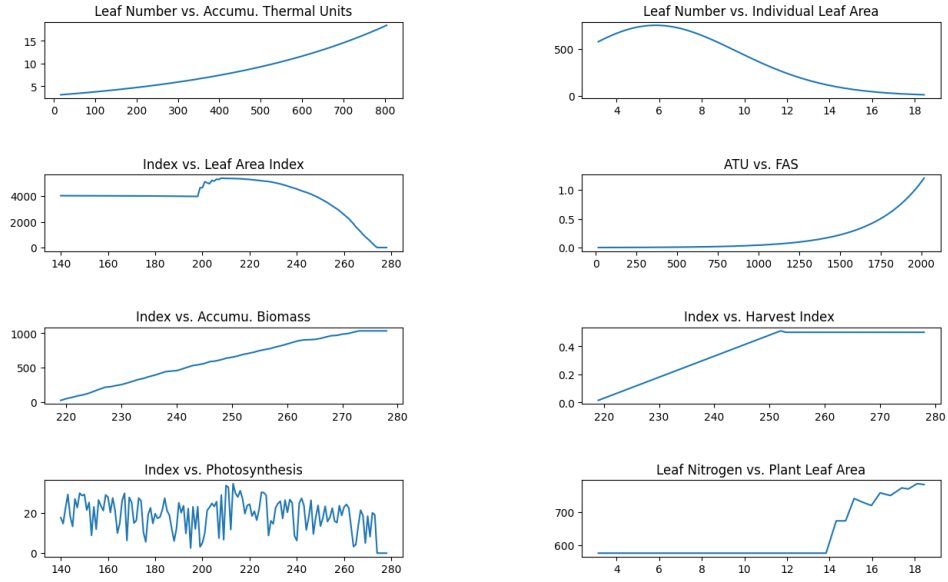 Leaf Number vs. Accumu. Thermal Units
15
10
5
0 100 200 300 400 500 600 700 800
Leaf Number vs. Individual Leaf Area
500
0
4 6 8 10 12 14 16 18
Index vs. Leaf Area Index
4000
2000
0
140 160 180 200 220 240 260 280
ATU vs. FAS
1.0
0.5
0.0
0 250 500 750 1000 1250 1500 1750 2000
Index vs. Accumu. Biomass
1000
500
0
220 230 240 250 260 270 280
Index vs. Harvest Index
0.4
0.2
0.0
220 230 240 250 260 270 280
Index vs. Photosynthesis
20
0
140 160 180 200 220 240 260 280
Leaf Nitrogen vs. Plant Leaf Area
700
600
4 6 8 10 12 14 16 18